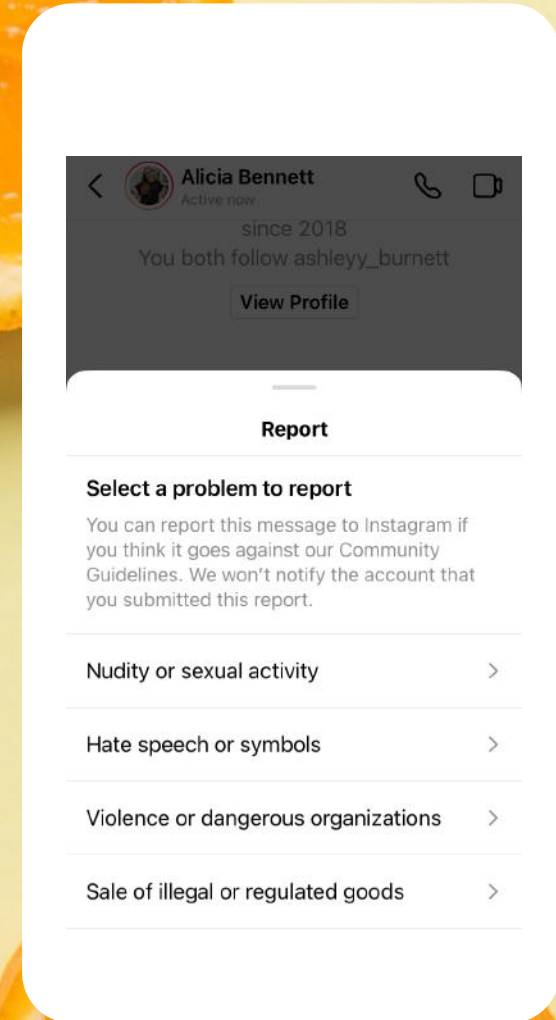 Alicia Bennett
Active now
since 2018
You both follow ashleyy_burnett
View Profile
Report
Select a problem to report
You can report this message to Instagram if
you think it goes against our Community
Guidelines. We won't notify the account that
you submitted this report.
Nudity or sexual activity
Hate speech or symbols
Violence or dangerous organizations
Sale of illegal or regulated goods